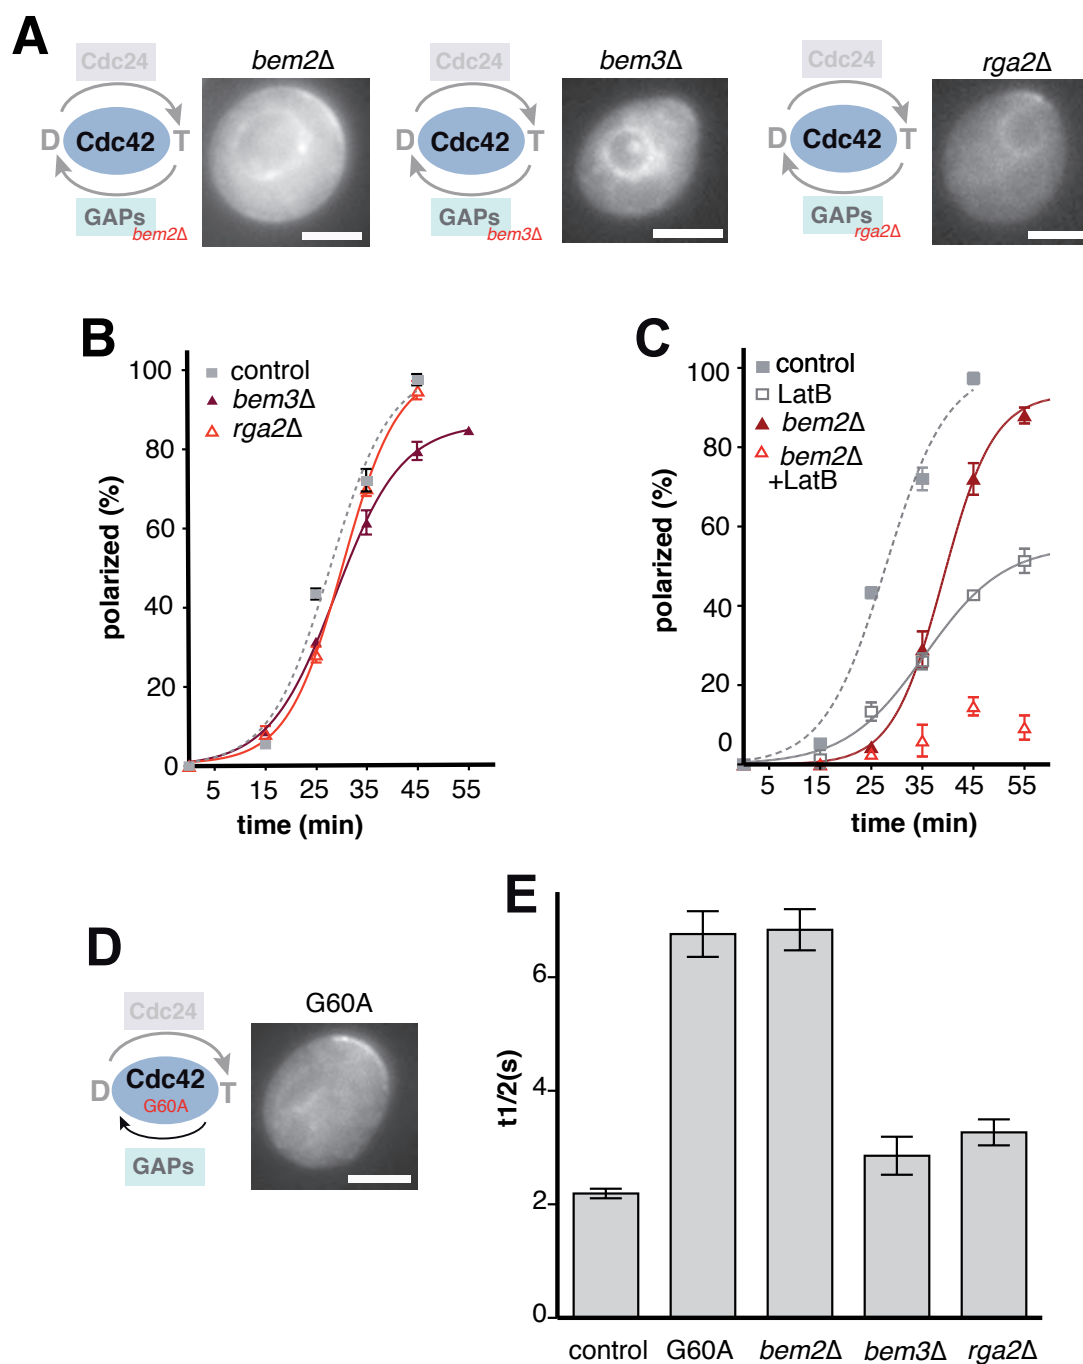 A
Cdc24
D Cdc42 T
GAPs
bem2Δ
bem2Δ
Cdc24
D Cdc42 T
GAPs
bem3Δ
bem3Δ
Cdc24
D Cdc42 T
GAPs
rga2Δ
rga2Δ
B
polarized (%)
100
80
60
40
20
0
control
bem3Δ
rga2Δ
5 15 25 35 45 55
time (min)
C
polarized (%)
100
80
60
40
20
0
control
LatB
bem2Δ
bem2Δ
+LatB
5 15 25 35 45 55
time (min)
D
Cdc24
D Cdc42 T
G60A
GAPs
G60A
E
t1/2(s)
6
4
2
0
control G60A bem2Δ bem3Δ rga2Δ